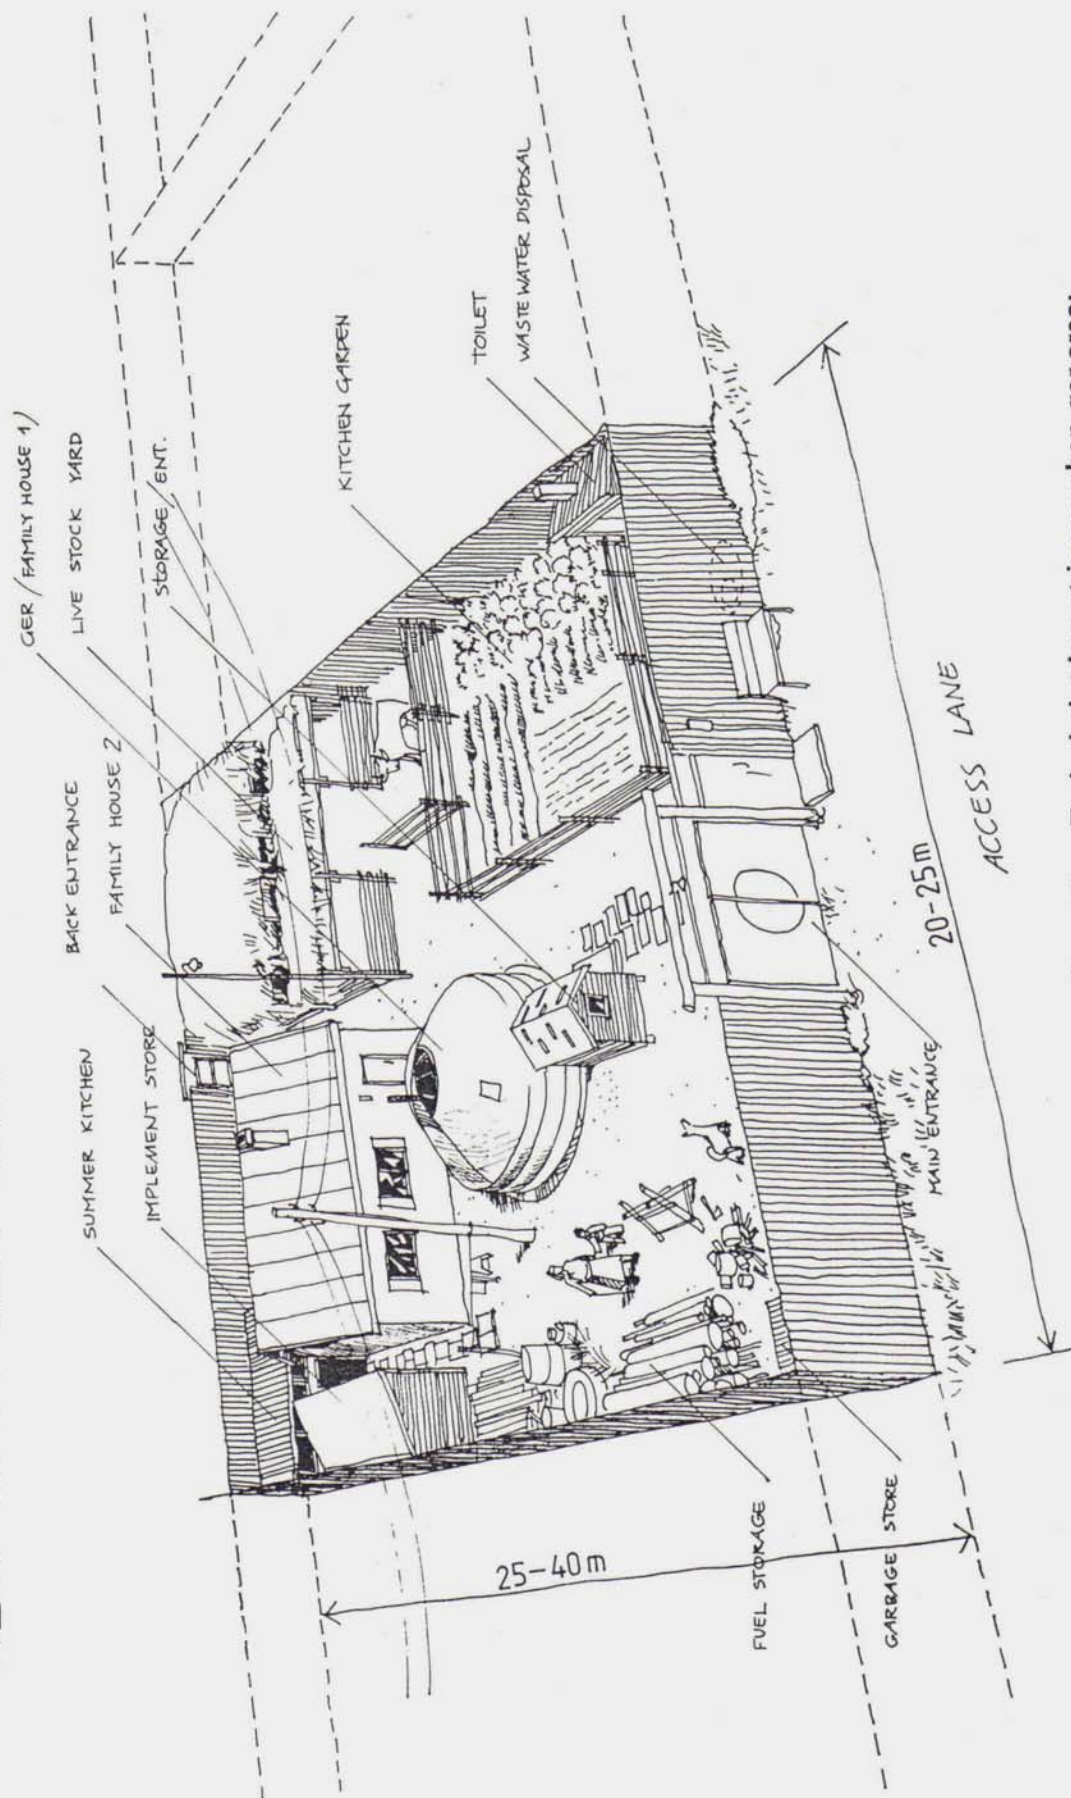 GER / FAMILY HOUSE 1/
LIVE STOCK YARD
STORAGE / ENT.
BACK ENTRANCE
FAMILY HOUSE 2
SUMMER KITCHEN
IMPLEMENT STORR
KITCHEN GARDEN
TOILET
WASTE WATER DISPOSAL
20-25m
ACCESS LANE
MAIN ENTRANCE
25-40m
FUEL STORAGE
GARBAGE STORE